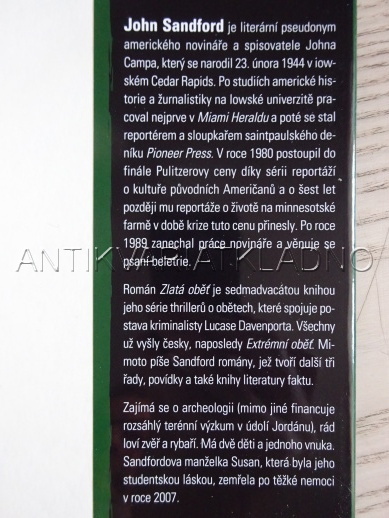 John Sandford je literární pseudonym
amerického novináře a spisovatele Johna
Campa, který se narodil 23. února 1944 v iow-
ském Cedar Rapids. Po studiích americké his-
torie a žurnalistiky na Iowské univerzitě pra-
coval nejprve v Miami Heraldu a poté se stal
reportérem a sloupkařem saintpaulského de-
níku Pioneer Press. V roce 1980 postoupil do
finále Pulitzerovy ceny díky sérii reportáží
o kultuře původních Američanů a o šest let
později mu reportáže o životě na minnesotské
farmě v době krize tuto cenu přinesly. Po roce
1989 zanechal práce novináře a věnuje se
psaní beletrie.
ANTIKVARIAT KLADNO
Román Zlatá oběť je sedmadvacátou knihou
jeho série thrillerů o obětech, které spojuje po-
stava kriminalisty Lucase Davenporta. Všechny
už vyšly česky, naposledy Extrémní oběť. Mi-
moto píše Sandford romány, jež tvoří další tři
řady, povídky a také knihy literatury faktu.
Zajímá se o archeologii (mimo jiné financuje
rozsáhlý terénní výzkum v údolí Jordánu), rád
loví zvěř a rybaří. Má dvě děti a jednoho vnuka.
Sandfordova manželka Susan, která byla jeho
studentskou láskou, zemřela po těžké nemoci
v roce 2007.